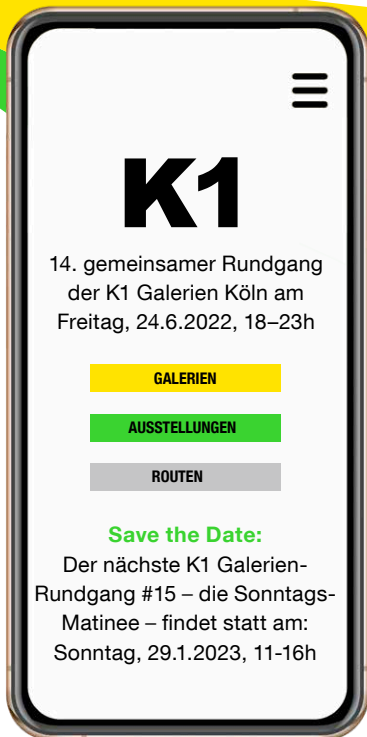 K1
14. gemeinsamer Rundgang
der K1 Galerien Köln am
Freitag, 24.6.2022, 18–23h
GALERIEN
AUSSTELLUNGEN
ROUTEN
Save the Date:
Der nächste K1 Galerien-
Rundgang #15 – die Sonntags-
Matinee – findet statt am:
Sonntag, 29.1.2023, 11-16h